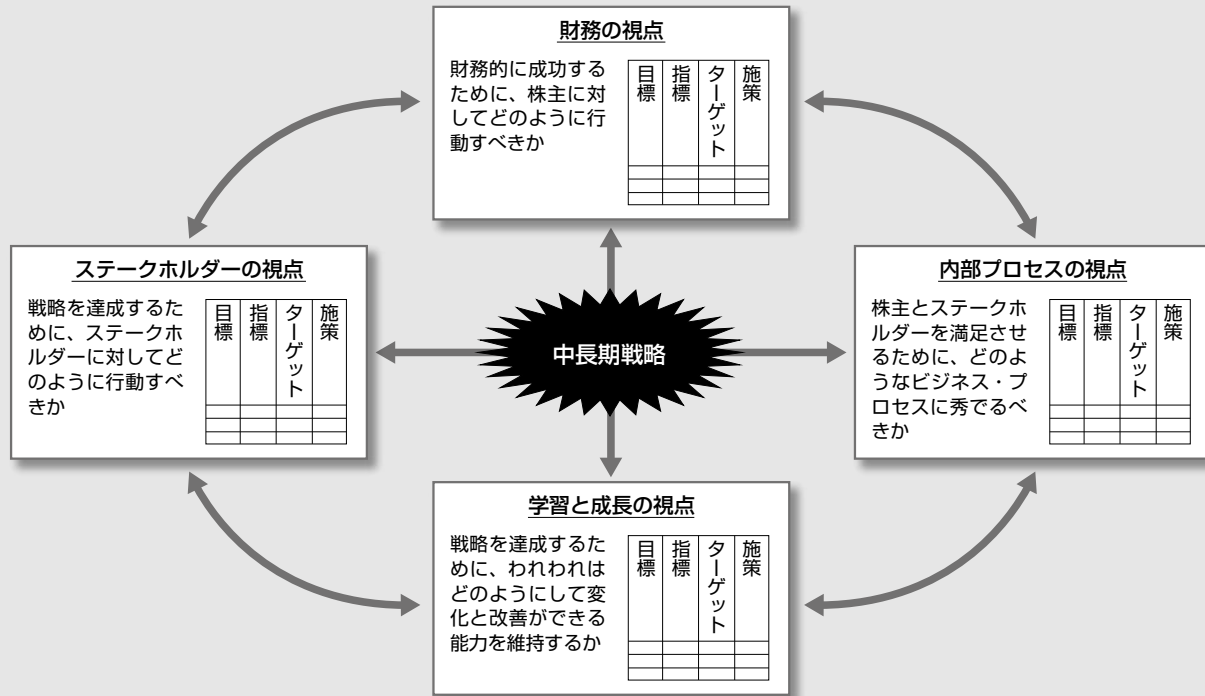 財務の視点
財務的に成功する
ために、株主に対
してどのように行
動すべきか
目標
指標
ターゲット
施策
ステークホルダーの視点
戦略を達成するた
めに、ステークホ
ルダーに対してど
のように行動すべ
きか
目標
指標
ターゲット
施策
中長期戦略
内部プロセスの視点
株主とステークホ
ルダーを満足させ
るために、どのよ
うなビジネス・プ
ロセスに秀でるべ
きか
目標
指標
ターゲット
施策
学習と成長の視点
戦略を達成するた
めに、われわれは
どのようにして変
化と改善ができる
能力を維持するか
目標
指標
ターゲット
施策